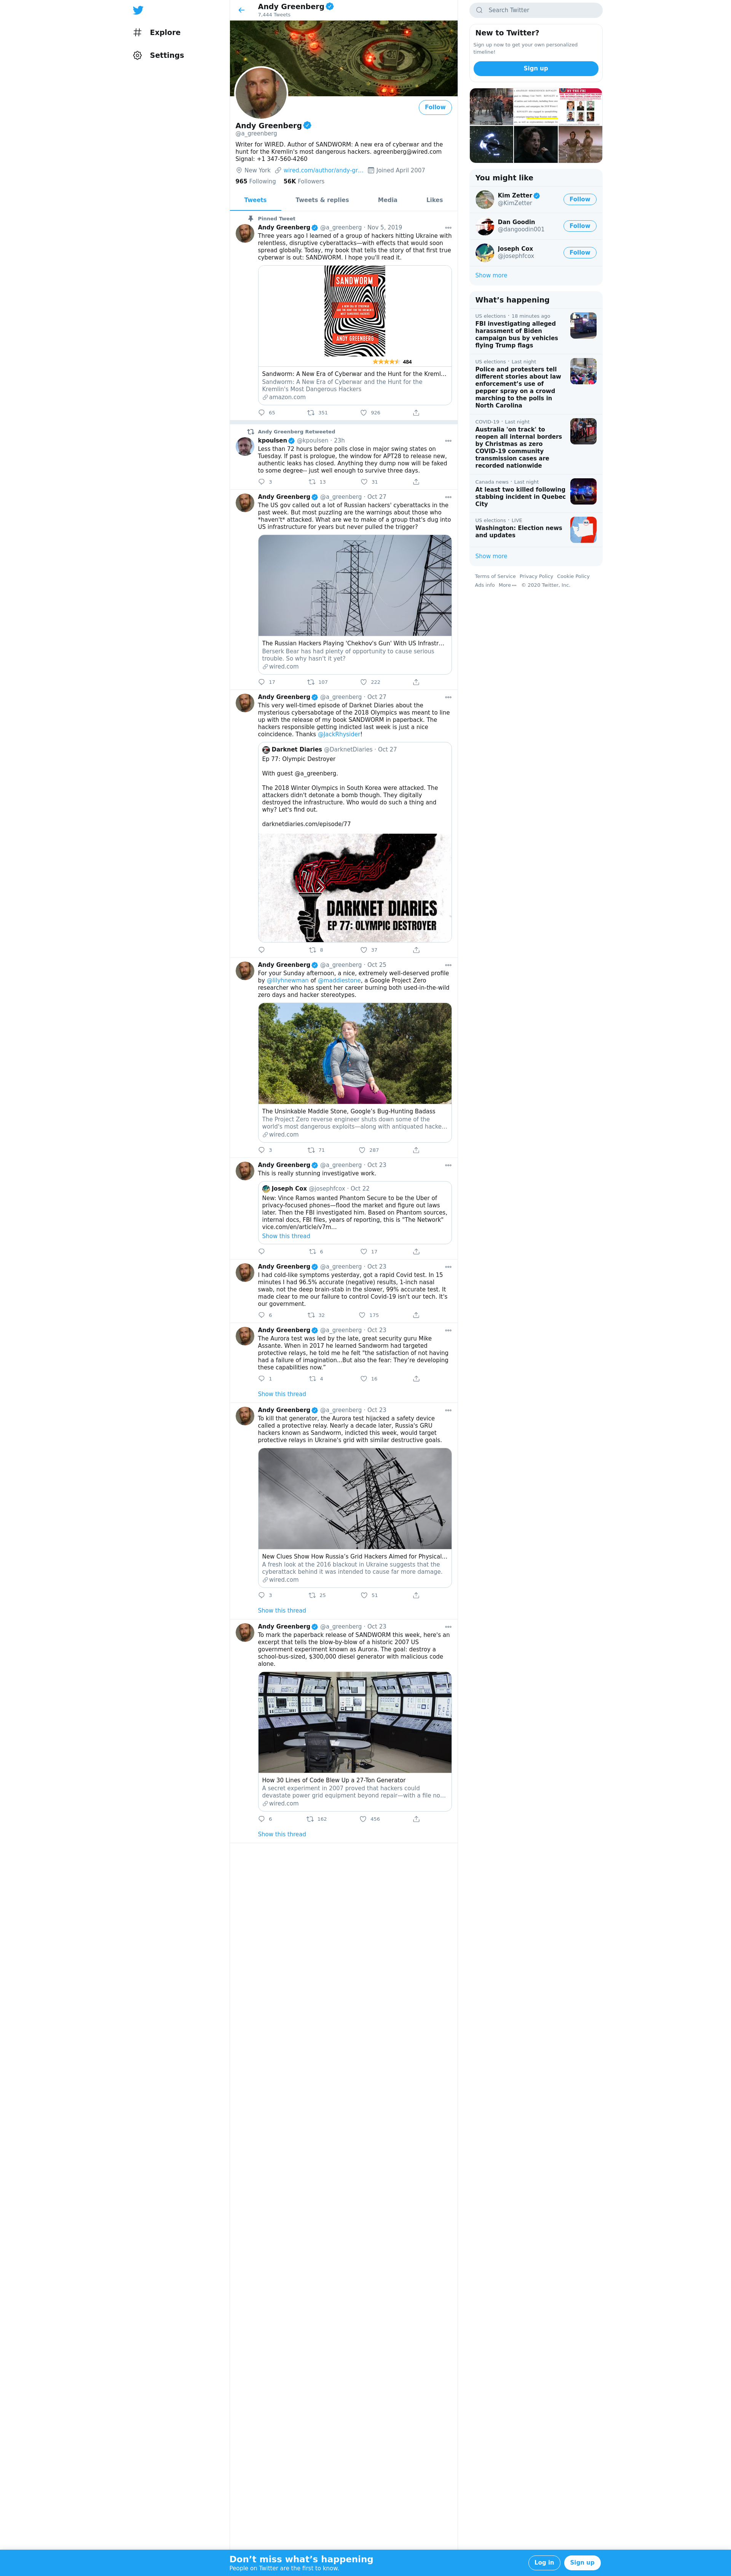 Explore
Settings
Andy Greenberg
7,444 Tweets
Follow
Andy Greenberg
@a_greenberg
Writer for WIRED. Author of SANDWORM: A new era of cyberwar and the
hunt for the Kremlin's most dangerous hackers. agreenberg@wired.com
Signal: +1 347-560-4260
New York wired.com/author/andy-gr... Joined April 2007
965 Following 56K Followers
Tweets Tweets & replies Media Likes
Pinned Tweet
Andy Greenberg @a_greenberg · Nov 5, 2019
Three years ago I learned of a group of hackers hitting Ukraine with
relentless, disruptive cyberattacks—with effects that would soon
spread globally. Today, my book that tells the story of that first true
cyberwar is out: SANDWORM. I hope you'll read it.
SANDWORM
ANDY GREENBERG
484
Sandworm: A New Era of Cyberwar and the Hunt for the Kremli...
Sandworm: A New Era of Cyberwar and the Hunt for the
Kremlin's Most Dangerous Hackers
amazon.com
65 351 926
Andy Greenberg Retweeted
kpoulsen @kpoulsen · 23h
Less than 72 hours before polls close in major swing states on
Tuesday. If past is prologue, the window for APT28 to release new,
authentic leaks has closed. Anything they dump now will be faked
to some degree-- just well enough to survive three days.
3 13 31
Andy Greenberg @a_greenberg · Oct 27
The US gov called out a lot of Russian hackers' cyberattacks in the
past week. But most puzzling are the warnings about those who
*haven't* attacked. What are we to make of a group that's dug into
US infrastructure for years but never pulled the trigger?
The Russian Hackers Playing 'Chekhov's Gun' With US Infrastr...
Berserk Bear has had plenty of opportunity to cause serious
trouble. So why hasn't it yet?
wired.com
17 107 222
Andy Greenberg @a_greenberg · Oct 27
This very well-timed episode of Darknet Diaries about the
mysterious cybersabotage of the 2018 Olympics was meant to line
up with the release of my book SANDWORM in paperback. The
hackers responsible getting indicted last week is just a nice
coincidence. Thanks @JackRhysider!
Darknet Diaries @DarknetDiaries · Oct 27
Ep 77: Olympic Destroyer
With guest @a_greenberg.
The 2018 Winter Olympics in South Korea were attacked. The
attackers didn't detonate a bomb though. They digitally
destroyed the infrastructure. Who would do such a thing and
why? Let's find out.
darknetdiaries.com/episode/77
DARKNET DIARIES
EP 77: OLYMPIC DESTROYER
8 37
Andy Greenberg @a_greenberg · Oct 25
For your Sunday afternoon, a nice, extremely well-deserved profile
by @lilyhnewman of @maddiestone, a Google Project Zero
researcher who has spent her career burning both used-in-the-wild
zero days and hacker stereotypes.
The Unsinkable Maddie Stone, Google's Bug-Hunting Badass
The Project Zero reverse engineer shuts down some of the
world's most dangerous exploits—along with antiquated hacke...
wired.com
3 71 267
Andy Greenberg @a_greenberg · Oct 23
This is really stunning investigative work.
Joseph Cox @josephfcox · Oct 22
New: Vince Ramos wanted Phantom Secure to be the Uber of
privacy-focused phones—flood the market and figure out laws
later. Then the FBI investigated him. Based on Phantom sources,
internal docs, FBI files, years of reporting, this is "The Network"
vice.com/en/article/v7m...
Show this thread
6 17
Andy Greenberg @a_greenberg · Oct 23
I had cold-like symptoms yesterday, got a rapid Covid test. In 15
minutes I had 96.5% accurate (negative) results, 1-inch nasal
swab, not the deep brain-stab in the slower, 99% accurate test. It
made clear to me our failure to control Covid-19 isn't our tech. It's
our government.
6 32 175
Andy Greenberg @a_greenberg · Oct 23
The Aurora test was led by the late, great security guru Mike
Assante. When in 2017 he learned Sandworm had targeted
protective relays, he told me he felt "the satisfaction of not having
had a failure of imagination...But also the fear: They're developing
these capabilities now."
1 4 16
Show this thread
Andy Greenberg @a_greenberg · Oct 23
To kill that generator, the Aurora test hijacked a safety device
called a protective relay. Nearly a decade later, Russia's GRU
hackers known as Sandworm, indicted this week, would target
protective relays in Ukraine's grid with similar destructive goals.
New Clues Show How Russia's Grid Hackers Aimed for Physical...
A fresh look at the 2016 blackout in Ukraine suggests that the
cyberattack behind it was intended to cause far more damage.
wired.com
3 25 51
Show this thread
Andy Greenberg @a_greenberg · Oct 23
To mark the paperback release of SANDWORM this week, here's an
excerpt that tells the blow-by-blow of a historic 2007 US
government experiment known as Aurora. The goal: destroy a
school-bus-sized, $300,000 diesel generator with malicious code
alone.
How 30 Lines of Code Blew Up a 27-Ton Generator
A secret experiment in 2007 proved that hackers could
devastate power grid equipment beyond repair—with a file no...
wired.com
6 162 456
Show this thread
Search Twitter
New to Twitter?
Sign up now to get your own personalized
timeline!
Sign up
You might like
Kim Zetter
@KimZetter
Follow
Dan Goodin
@dangoodin001
Follow
Joseph Cox
@josephfcox
Follow
Show more
What's happening
US elections · 18 minutes ago
FBI investigating alleged
harassment of Biden
campaign bus by vehicles
flying Trump flags
US elections · Last night
Police and protesters tell
different stories about law
enforcement's use of
pepper spray on a crowd
marching to the polls in
North Carolina
COVID-19 · Last night
Australia 'on track' to
reopen all internal borders
by Christmas as zero
COVID-19 community
transmission cases are
recorded nationwide
Canada news · Last night
At least two killed following
stabbing incident in Quebec
City
US elections · LIVE
Washington: Election news
and updates
Show more
Terms of Service Privacy Policy Cookie Policy
Ads info More © 2020 Twitter, Inc.
Don't miss what's happening
People on Twitter are the first to know.
Log in Sign up